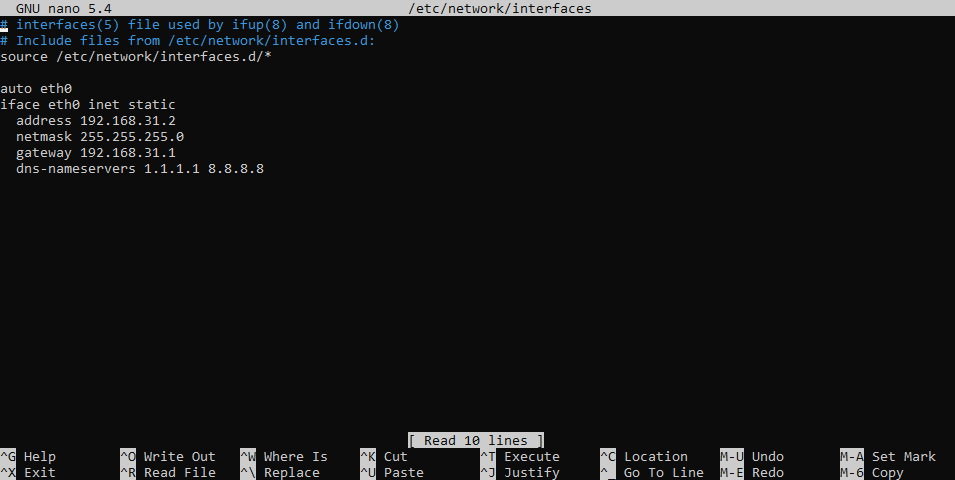 GNU nano 5.4 /etc/network/interfaces
# interfaces(5) file used by ifup(8) and ifdown(8)
# Include files from /etc/network/interfaces.d:
source /etc/network/interfaces.d/*

auto eth0
iface eth0 inet static
  address 192.168.31.2
  netmask 255.255.255.0
  gateway 192.168.31.1
  dns-nameservers 1.1.1.1 8.8.8.8

[ Read 10 lines ]
^G Help ^O Write Out ^W Where Is ^K Cut ^T Execute ^C Location M-U Undo M-A Set Mark
^X Exit ^R Read File ^\ Replace ^U Paste ^J Justify ^_ Go To Line M-E Redo M-6 Copy